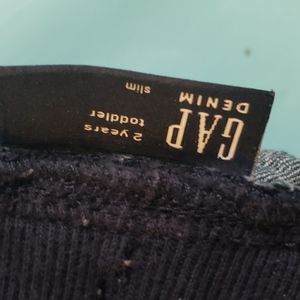 GAP
DENIM
2 years
toddler
slim